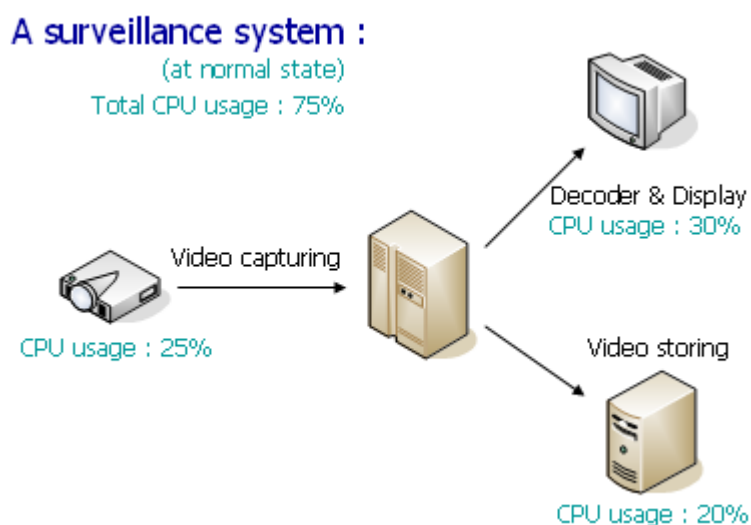 A surveillance system :
(at normal state)
Total CPU usage : 75%
Decoder & Display
CPU usage : 30%
Video capturing
CPU usage : 25%
Video storing
CPU usage : 20%